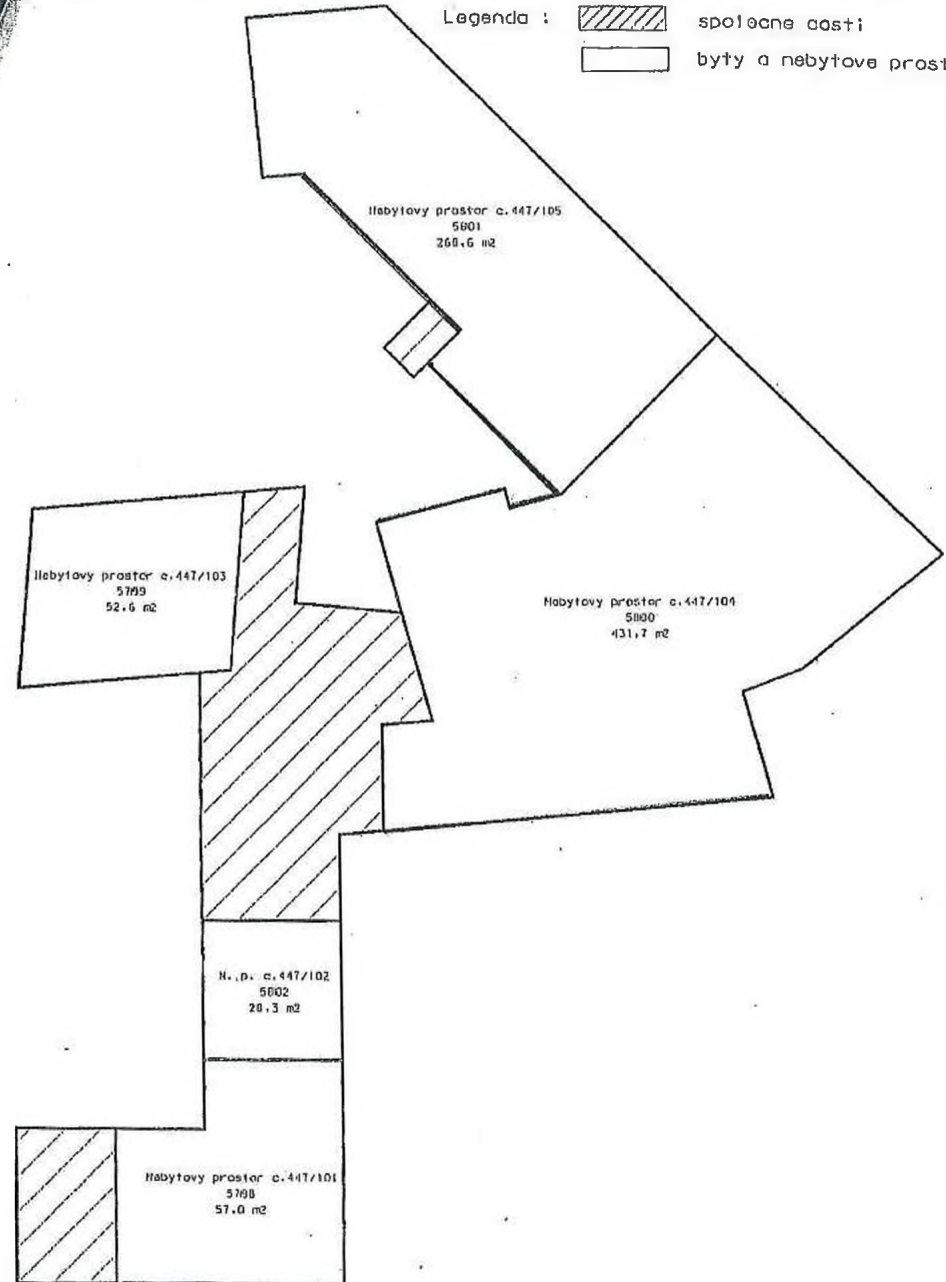 Legenda :
spolecne casti
byty a nebytove prost
Nebytovy prostor c.447/105
5801
268,6 m2
Nebytovy prostor c.447/103
5799
52.6 m2
Nebytovy prostor c.447/104
5800
431,7 m2
N. p. c.447/102
5802
20,3 m2
Nebytovy prostor c.447/101
5798
57.0 m2